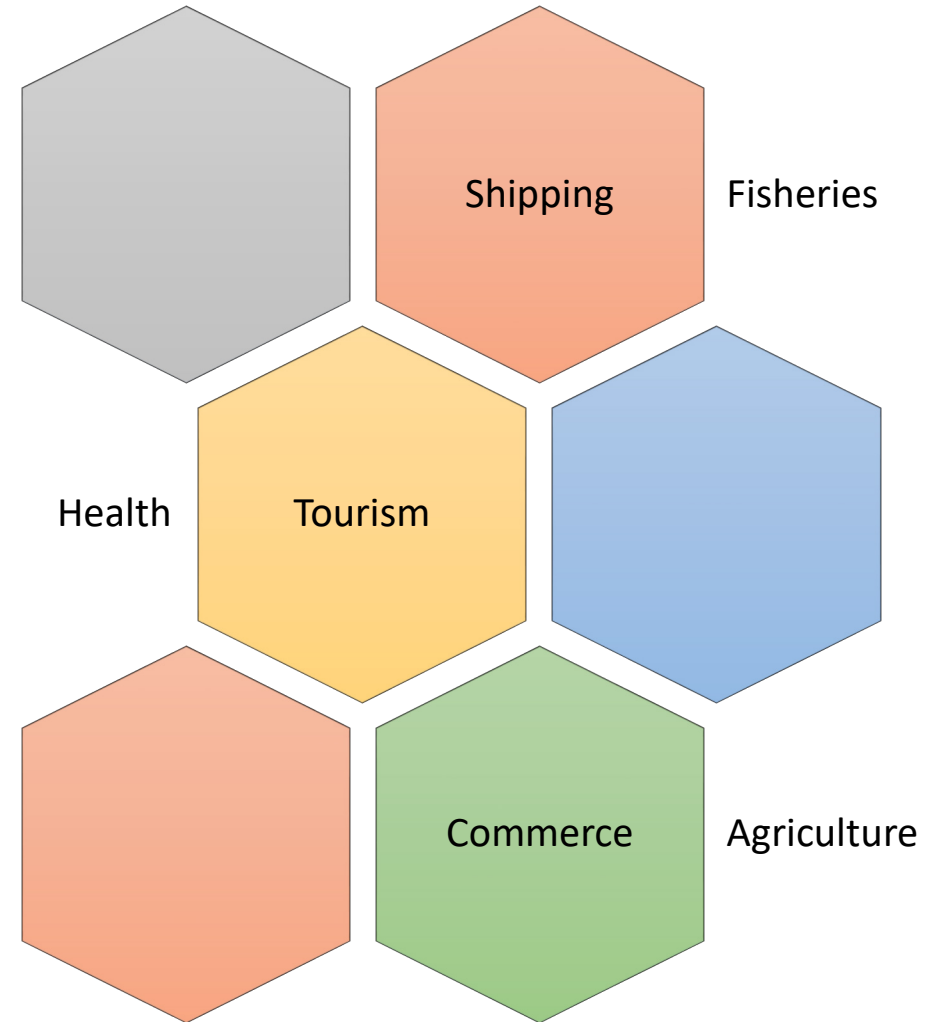 Shipping
Fisheries
Health
Tourism
Commerce
Agriculture